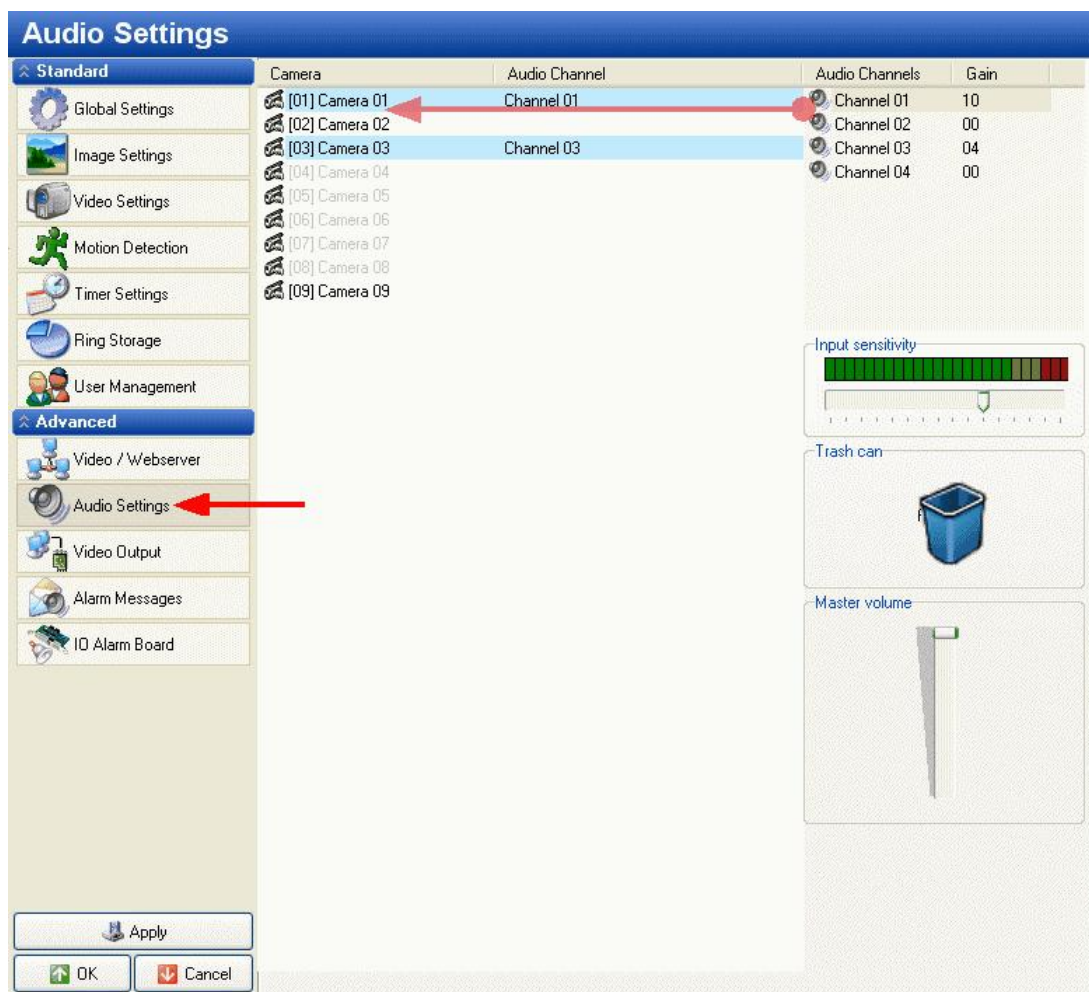 Audio Settings
Standard
Global Settings
Image Settings
Video Settings
Motion Detection
Timer Settings
Ring Storage
User Management
Advanced
Video / Webserver
Audio Settings
Video Output
Alarm Messages
IO Alarm Board
Apply
OK Cancel
Camera Audio Channel
[01] Camera 01 Channel 01
[02] Camera 02
[03] Camera 03 Channel 03
[04] Camera 04
[05] Camera 05
[06] Camera 06
[07] Camera 07
[08] Camera 08
[09] Camera 09
Audio Channels Gain
Channel 01 10
Channel 02 00
Channel 03 04
Channel 04 00
Input sensitivity
Trash can
Master volume